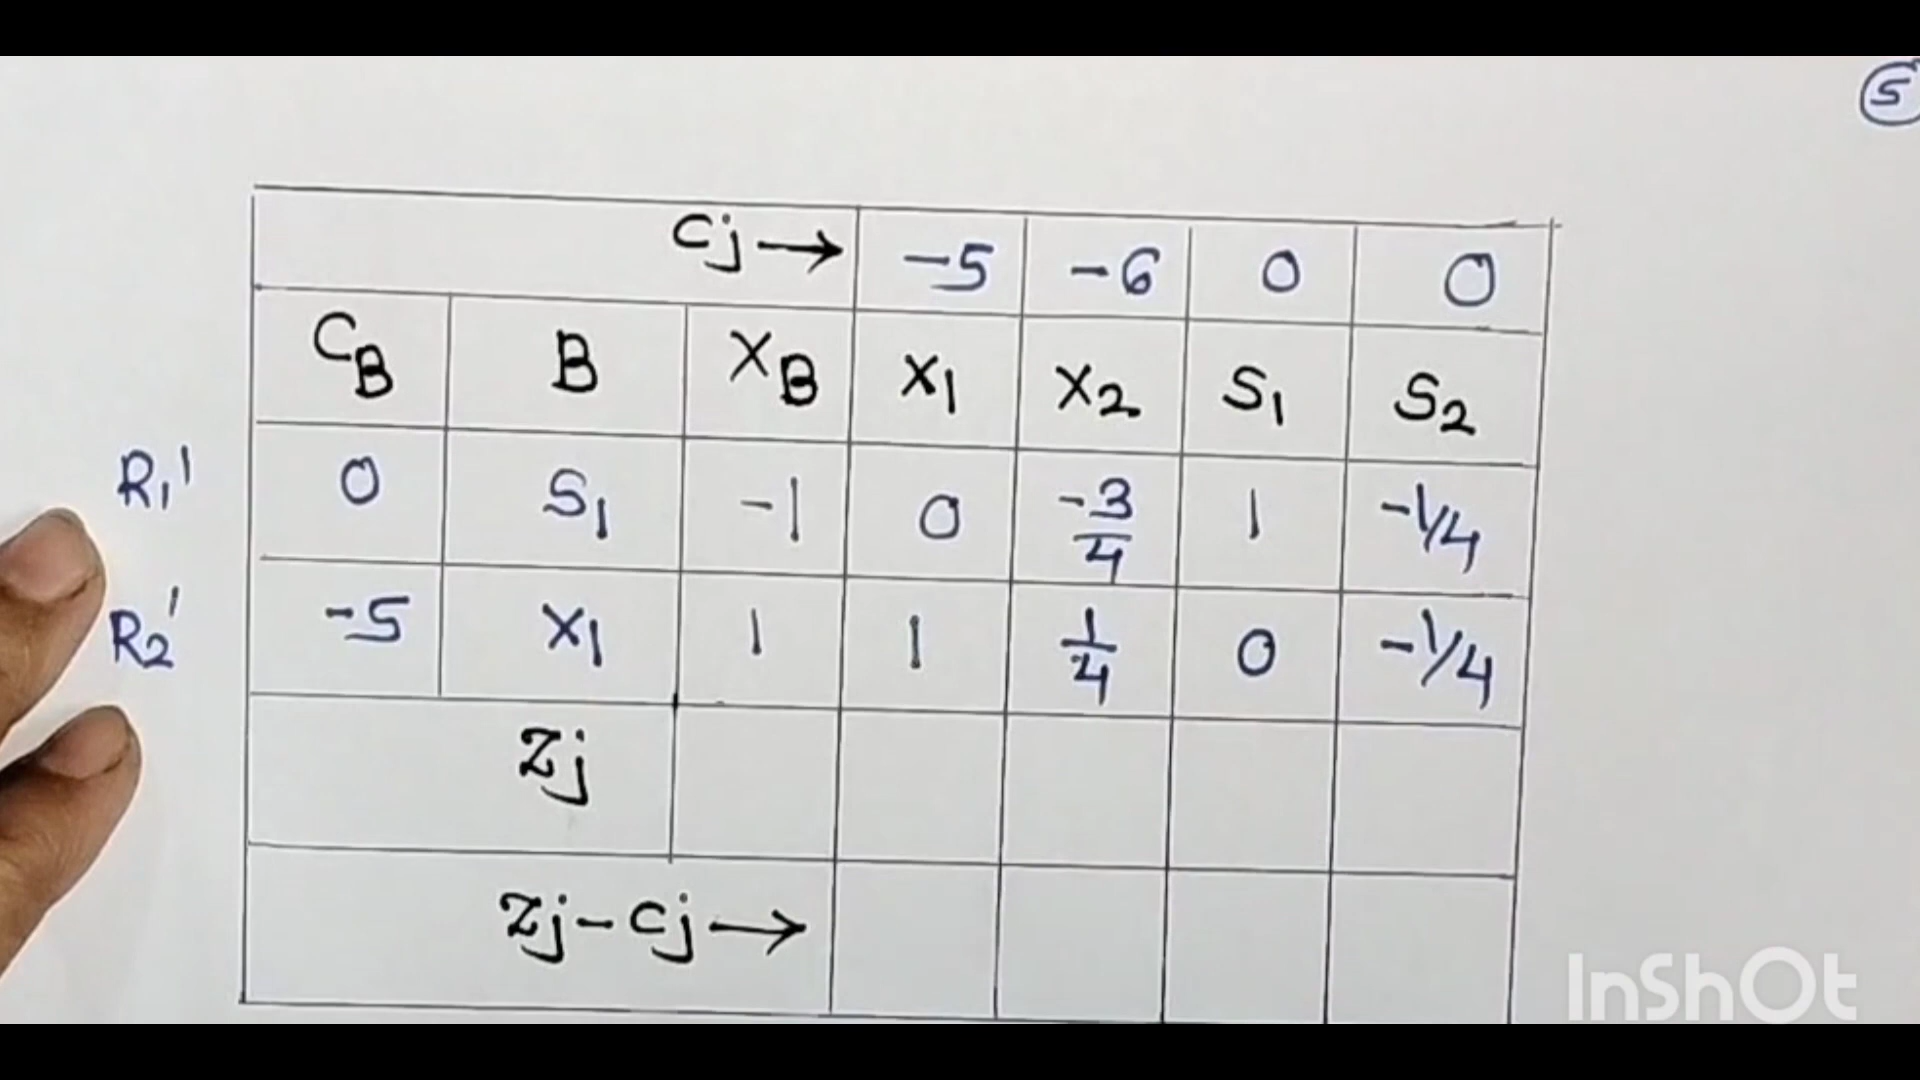 5
Cj→ -5 -6 0 0
CB B XB X1 X2 S1 S2
R1' 0 S1 -1 0 -3/4 1 -1/4
R2' -5 X1 1 1 1/4 0 -1/4
Zj
Zj-Cj→
InShOt